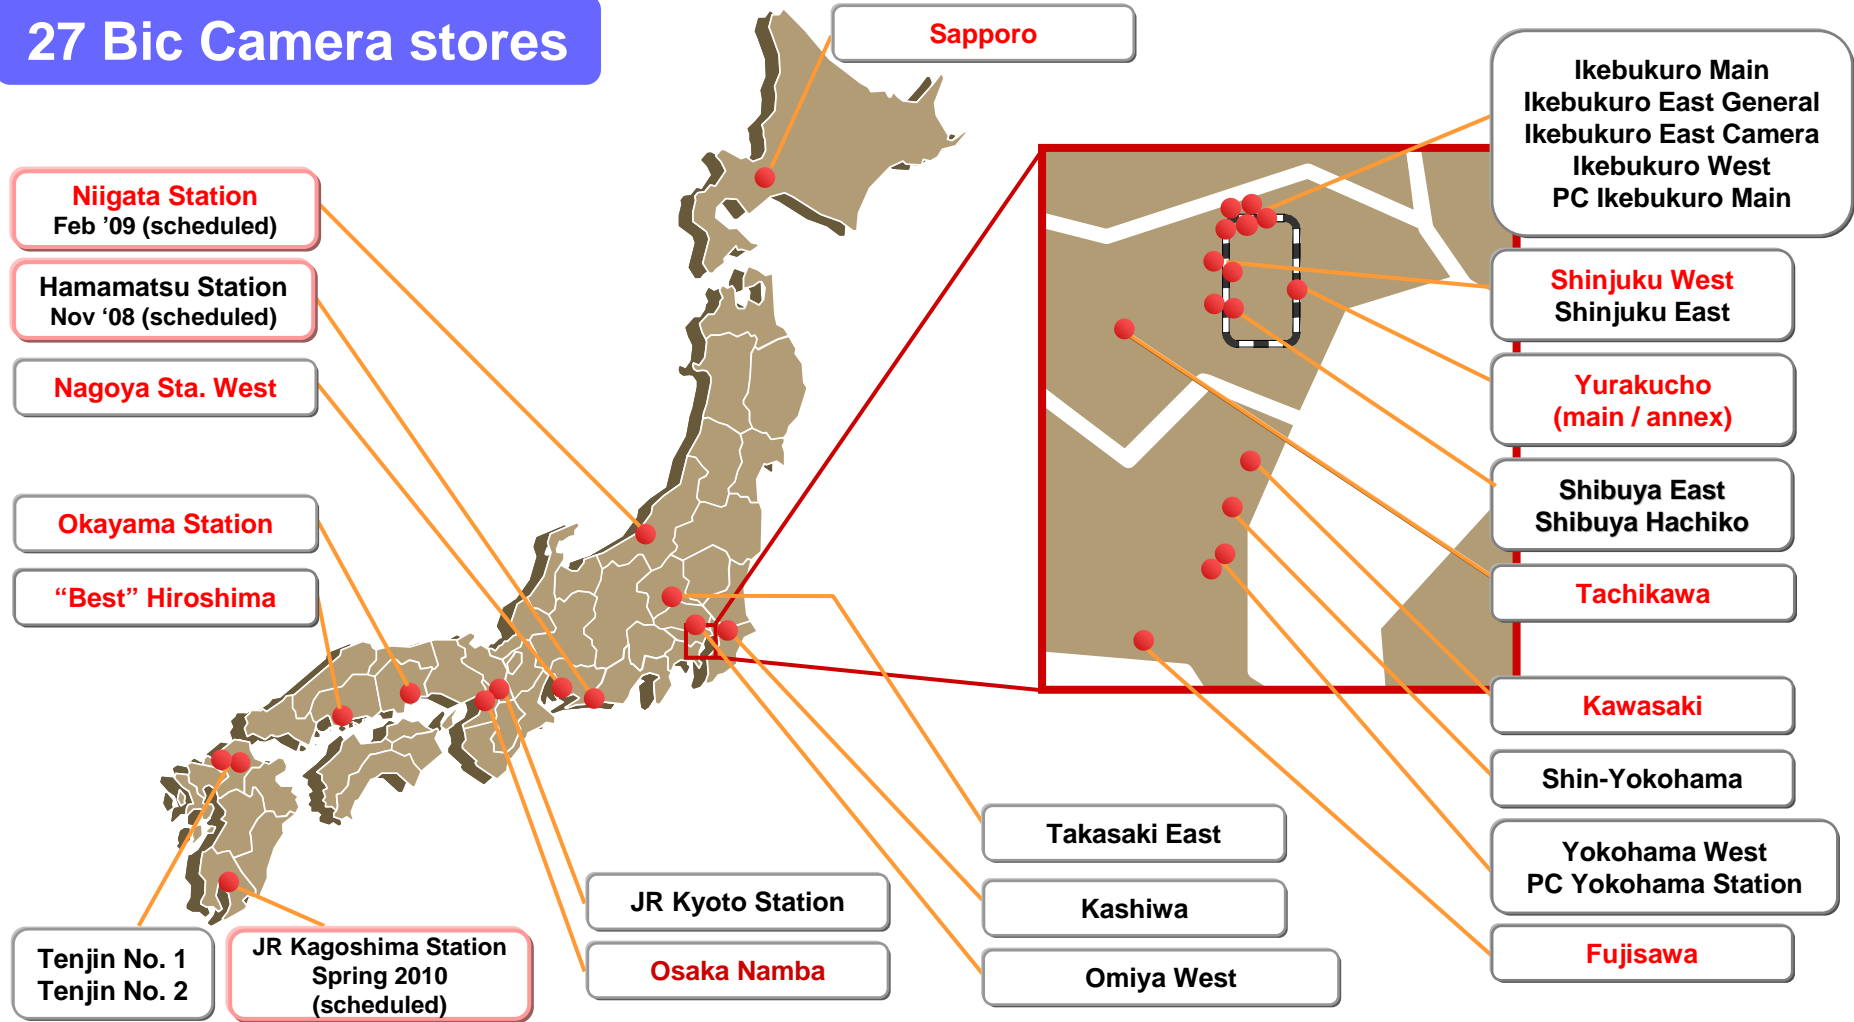 27 Bic Camera stores
Sapporo
Niigata Station
Feb ’09 (scheduled)
Hamamatsu Station
Nov ‘08 (scheduled)
Nagoya Sta. West
Okayama Station
“Best” Hiroshima
Tenjin No. 1
Tenjin No. 2
JR Kagoshima Station
Spring 2010
(scheduled)
JR Kyoto Station
Osaka Namba
Takasaki East
Kashiwa
Omiya West
Ikebukuro Main
Ikebukuro East General
Ikebukuro East Camera
Ikebukuro West
PC Ikebukuro Main
Shinjuku West
Shinjuku East
Yurakucho
(main / annex)
Shibuya East
Shibuya Hachiko
Tachikawa
Kawasaki
Shin-Yokohama
Yokohama West
PC Yokohama Station
Fujisawa